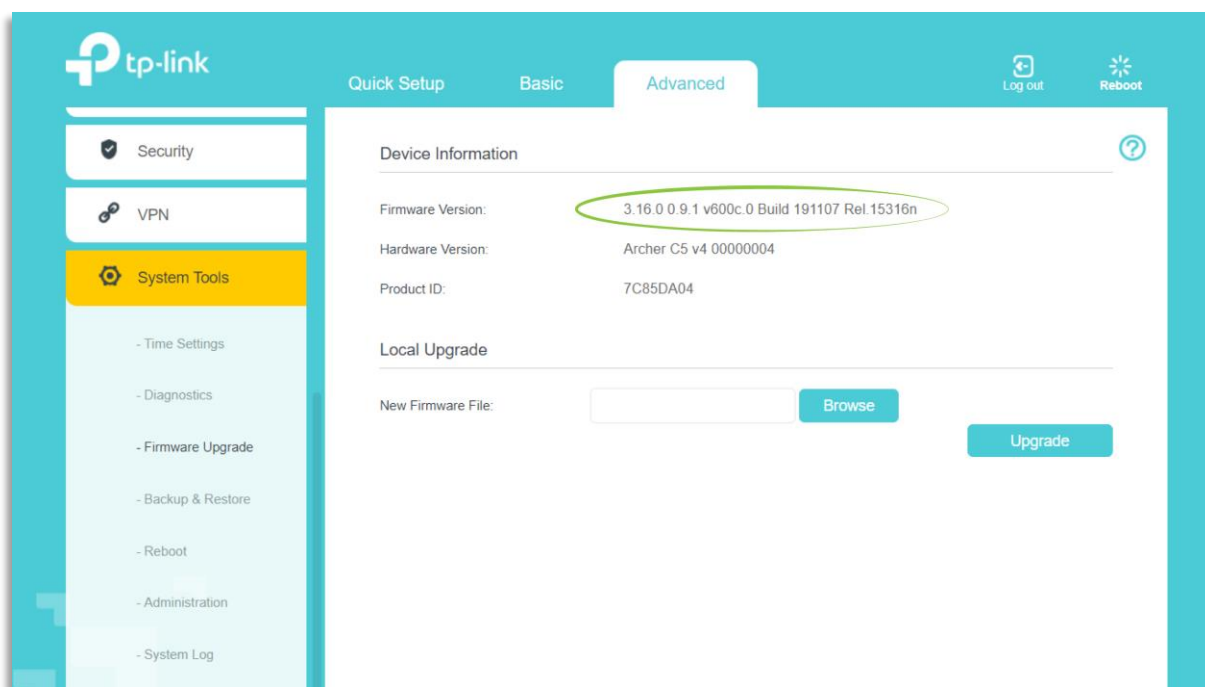 tp-link
Quick Setup Basic Advanced Log out Reboot
Security
VPN
System Tools
- Time Settings
- Diagnostics
- Firmware Upgrade
- Backup & Restore
- Reboot
- Administration
- System Log
Device Information
Firmware Version: 3.16.0 0.9.1 v600c.0 Build 191107 Rel.15316n
Hardware Version: Archer C5 v4 00000004
Product ID: 7C85DA04
Local Upgrade
New Firmware File: Browse
Upgrade